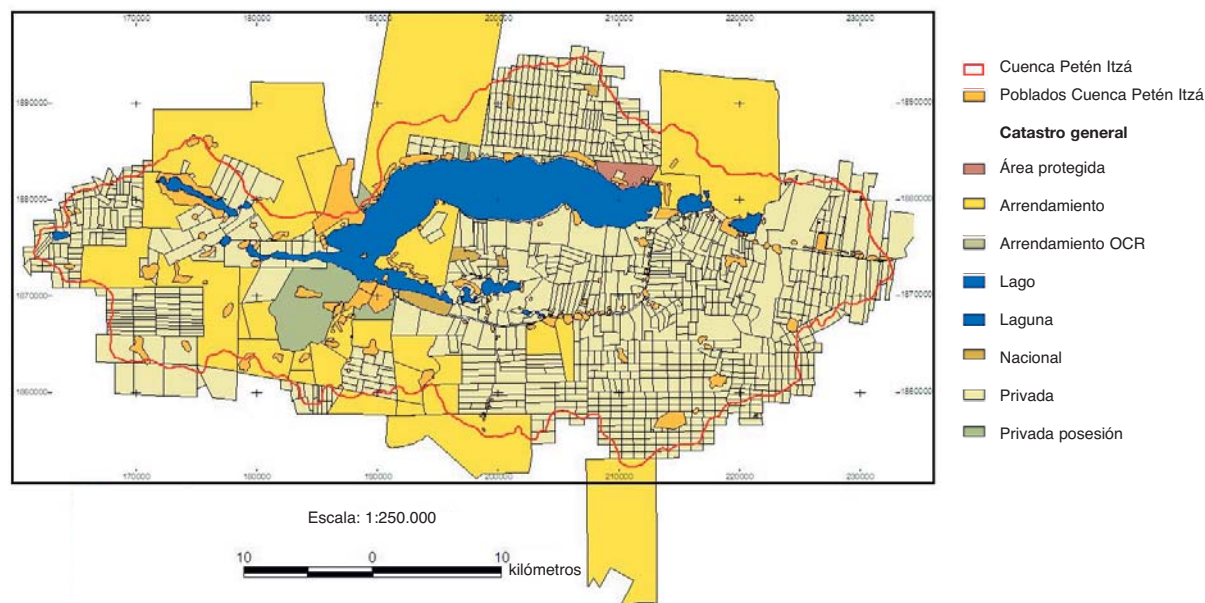 170000 180000 190000 200000 210000 220000 230000
1890000 1890000
1880000 1880000
1870000 1870000
1860000 1860000
170000 180000 190000 200000 210000 220000 230000
Cuenca Petén Itzá
Poblados Cuenca Petén Itzá
Catastro general
Área protegida
Arrendamiento
Arrendamiento OCR
Lago
Laguna
Nacional
Privada
Privada posesión
Escala: 1:250.000
10 0 10
kilómetros